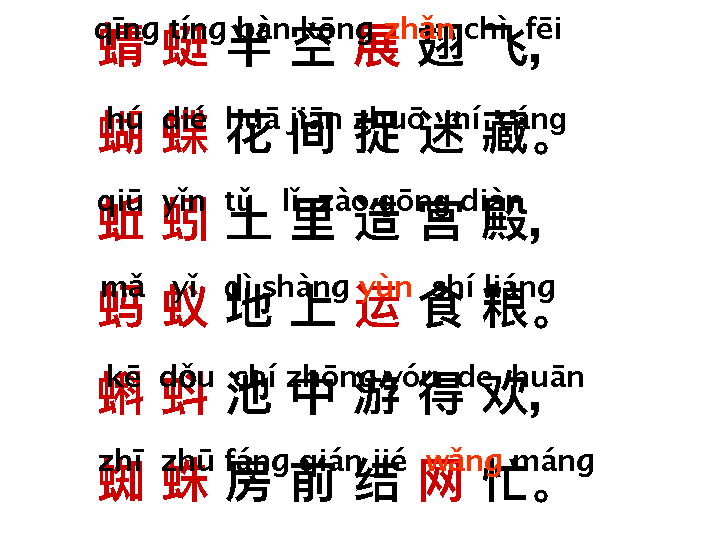 qīng tíng bàn kōng zhǎn chì fēi
蜻蜓半空展翅飞，
hú dié huā jiān zhuō mí cáng
蝴蝶花间捉迷藏。
qiū yǐn tǔ lǐ zào gōng diàn
蚯蚓土里造宫殿，
mǎ yǐ dì shàng yùn shí liáng
蚂蚁地上运食粮。
kē dǒu chí zhōng yóu de huān
蝌蚪池中游得欢，
zhī zhū fáng qián jié wǎng máng
蜘蛛房前结网忙。